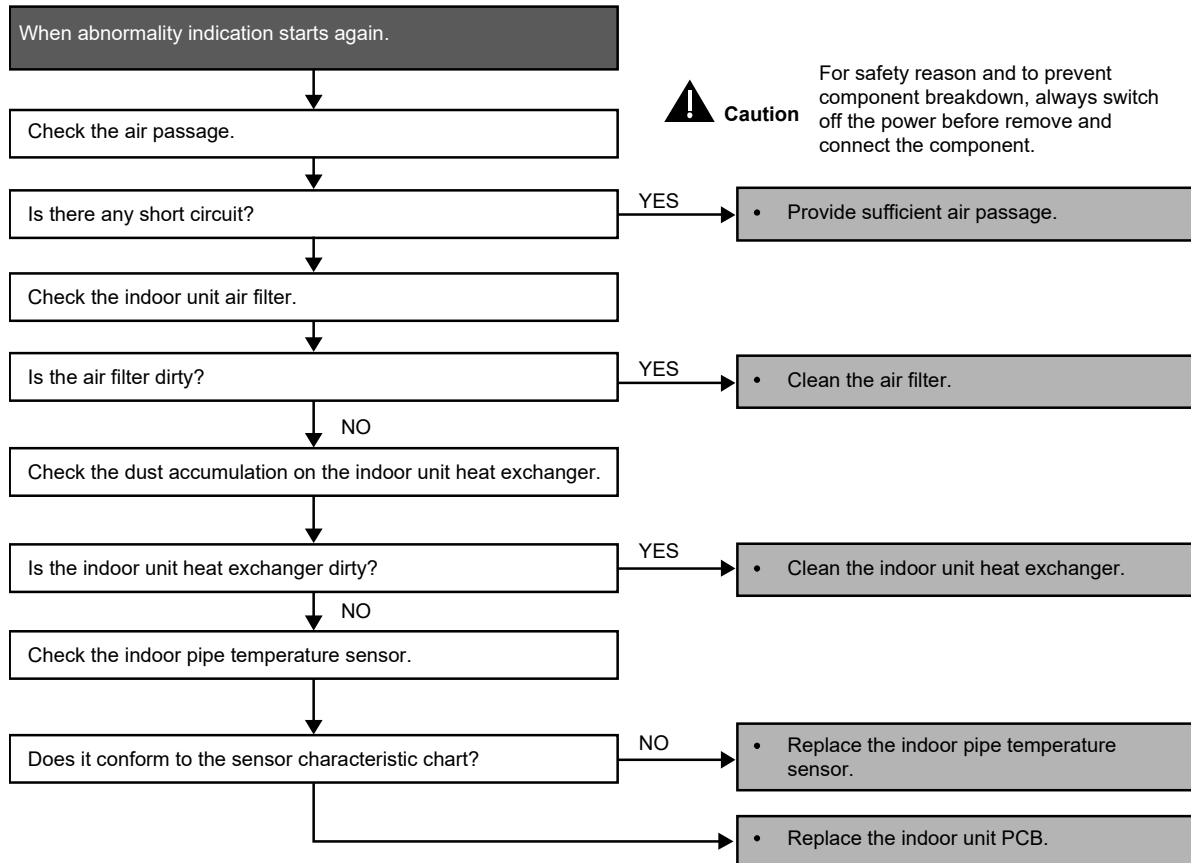 When abnormality indication starts again.
For safety reason and to prevent
component breakdown, always switch
off the power before remove and
connect the component.
Caution
Check the air passage.
Is there any short circuit?
YES
• Provide sufficient air passage.
Check the indoor unit air filter.
Is the air filter dirty?
YES
• Clean the air filter.
NO
Check the dust accumulation on the indoor unit heat exchanger.
Is the indoor unit heat exchanger dirty?
YES
• Clean the indoor unit heat exchanger.
NO
Check the indoor pipe temperature sensor.
Does it conform to the sensor characteristic chart?
NO
• Replace the indoor pipe temperature
sensor.
• Replace the indoor unit PCB.